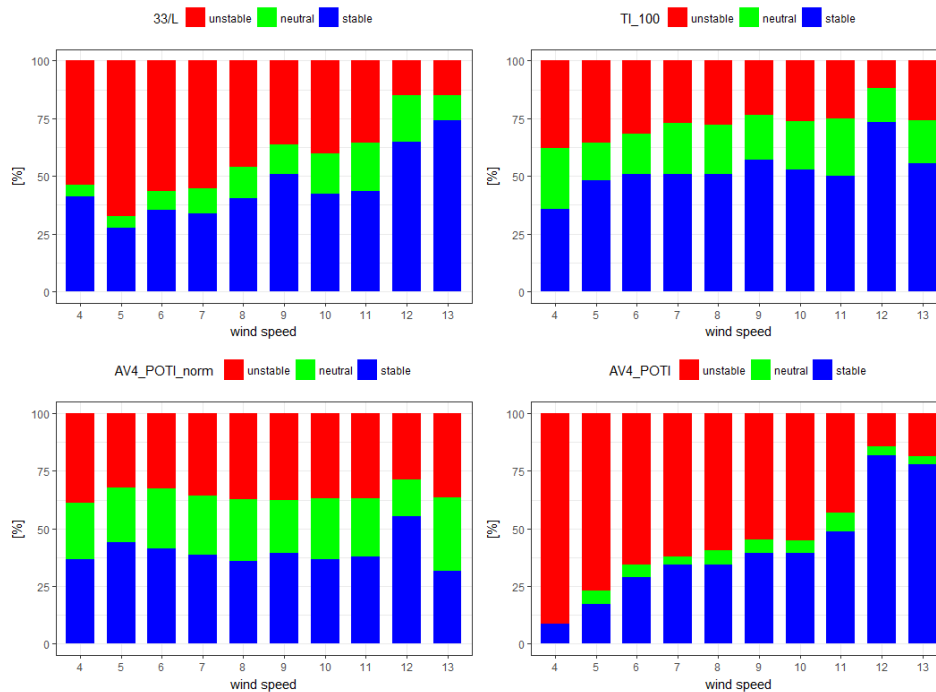 33/L unstable neutral stable
100
75
[%]
50
25
0
4 5 6 7 8 9 10 11 12 13
wind speed
TI_100 unstable neutral stable
100
75
[%]
50
25
0
4 5 6 7 8 9 10 11 12 13
wind speed
AV4_POTI_norm unstable neutral stable
100
75
[%]
50
25
0
4 5 6 7 8 9 10 11 12 13
wind speed
AV4_POTI unstable neutral stable
100
75
[%]
50
25
0
4 5 6 7 8 9 10 11 12 13
wind speed